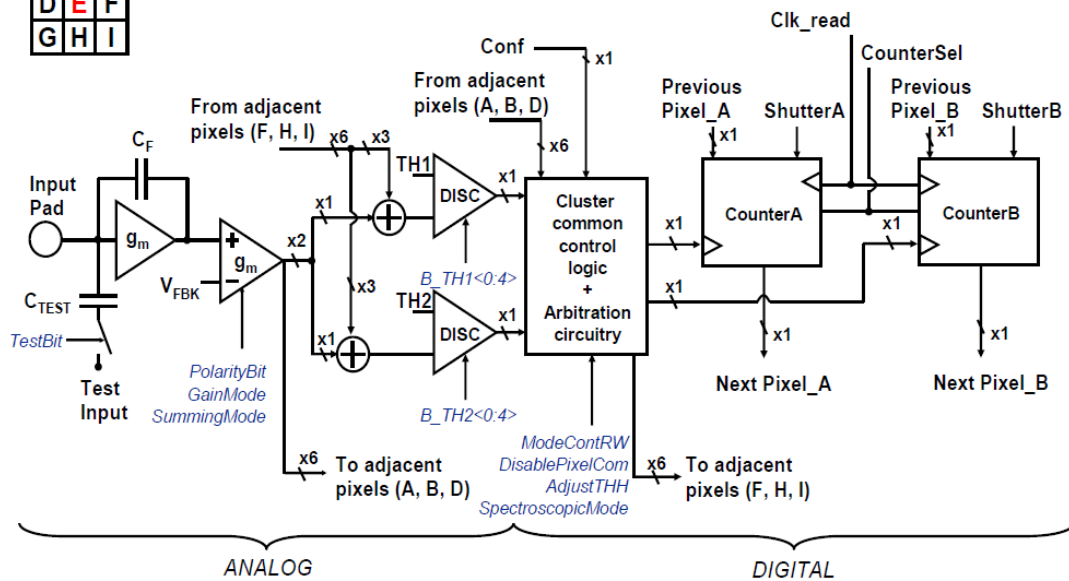 D E F
G H I
Clk_read
Conf
CounterSel
x1
From adjacent
pixels (A, B, D)
Previous
Pixel_A
ShutterA
Previous
Pixel_B
ShutterB
From adjacent
pixels (F, H, I)
x6
x3
x6
x1
x1
C_F
TH1
DISC
x1
Input
Pad
g_m
x1
Cluster
common
control
logic
+
Arbitration
circuitry
x1
CounterA
x1
CounterB
+
g_m
−
x2
V_FBK
B_TH1<0:4>
C_TEST
x3
TH2
DISC
x1
x1
TestBit
x1
x1
x1
Test
Input
PolarityBit
GainMode
SummingMode
B_TH2<0:4>
Next Pixel_A
Next Pixel_B
ModeContRW
DisablePixelCom
AdjustTHH
SpectroscopicMode
x6
To adjacent
pixels (A, B, D)
x6
To adjacent
pixels (F, H, I)
ANALOG
DIGITAL